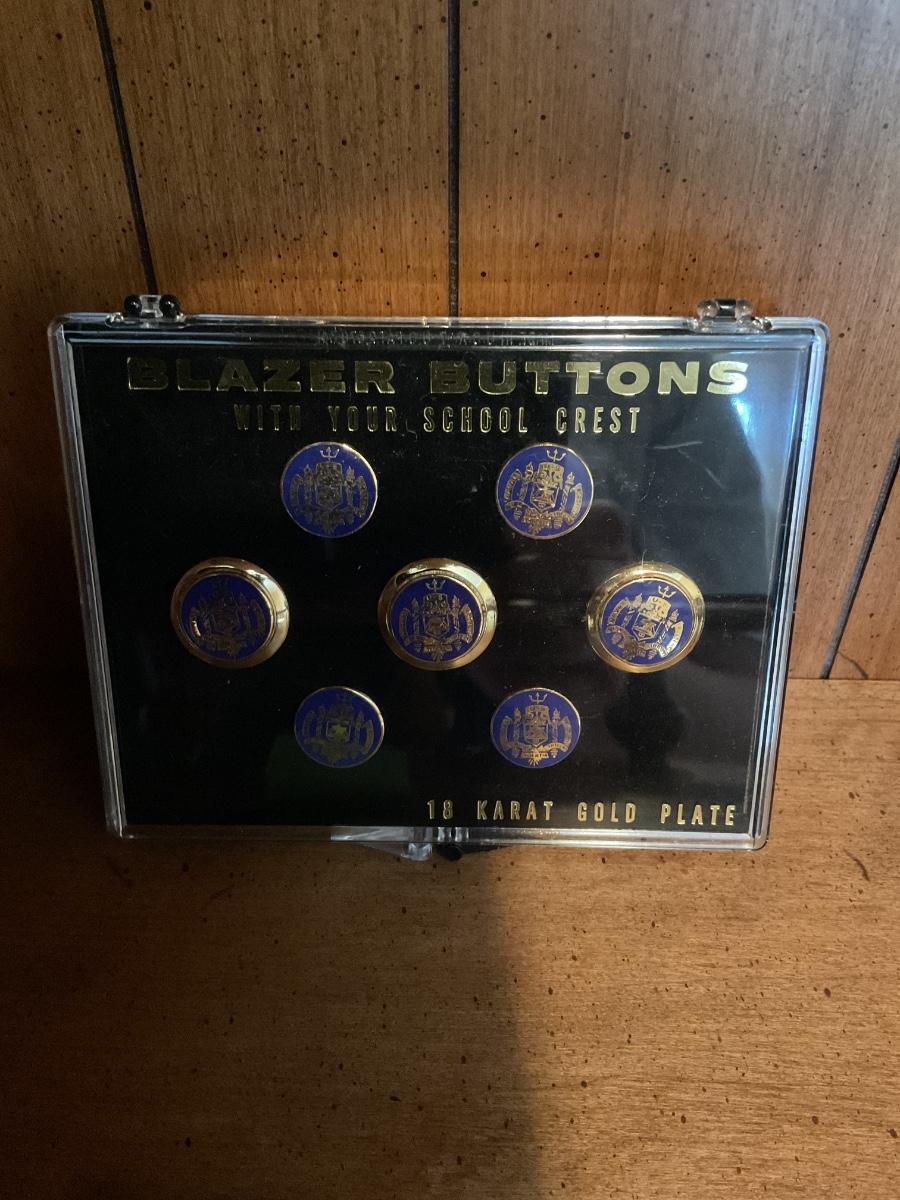 BLAZER BUTTONS
WITH YOUR SCHOOL CREST
18 KARAT GOLD PLATE